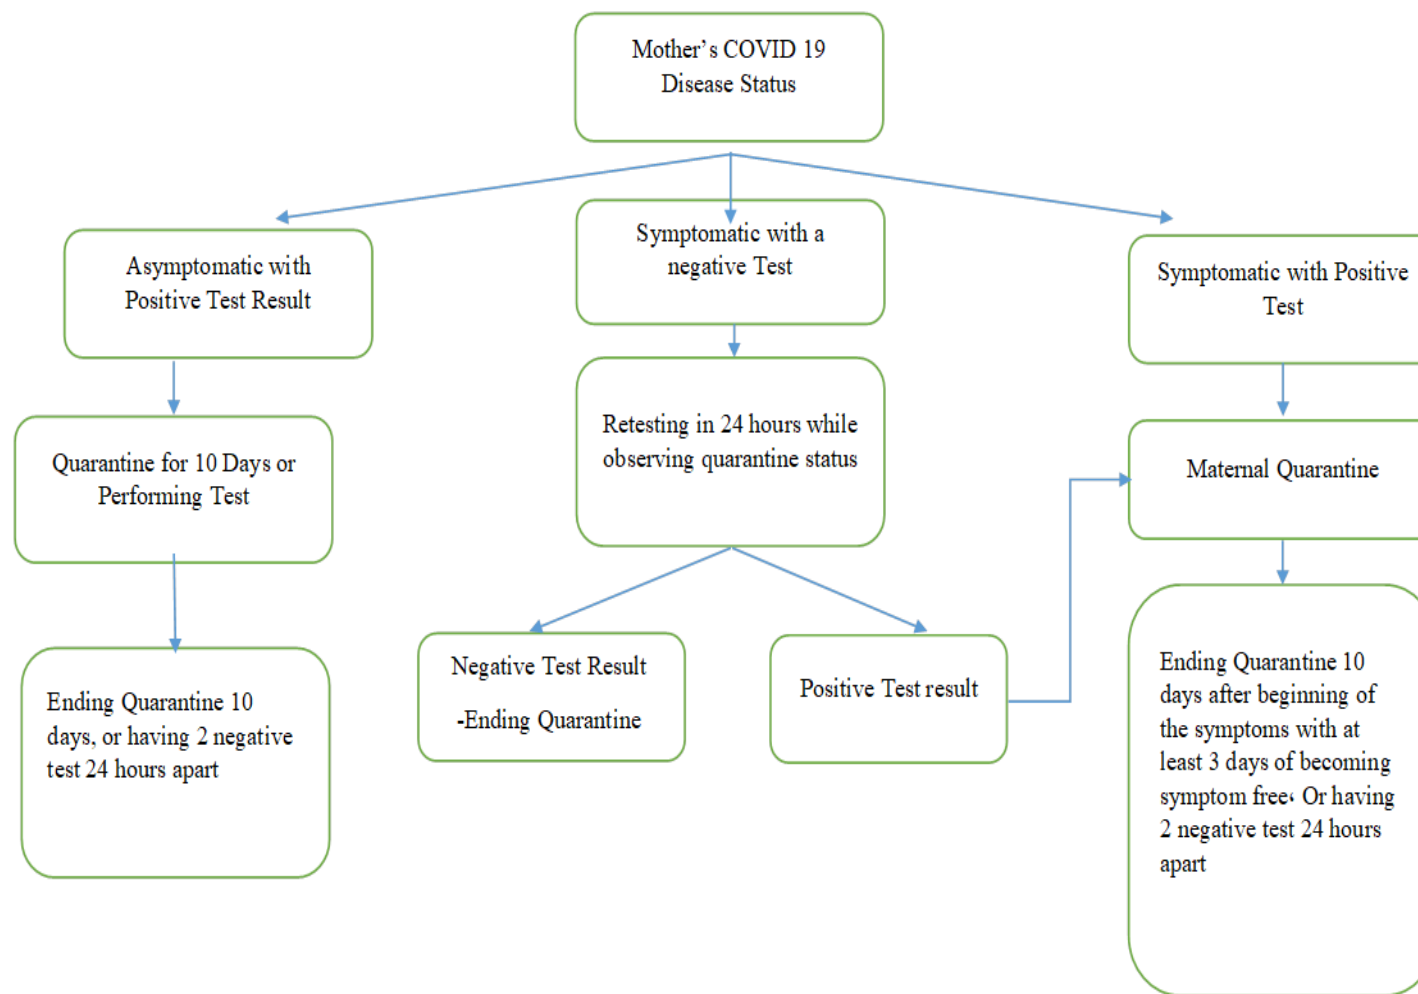 Mother’s COVID 19
Disease Status
Asymptomatic with
Positive Test Result
Symptomatic with a
negative Test
Symptomatic with Positive
Test
Quarantine for 10 Days or
Performing Test
Retesting in 24 hours while
observing quarantine status
Maternal Quarantine
Ending Quarantine 10
days, or having 2 negative
test 24 hours apart
Negative Test Result
-Ending Quarantine
Positive Test result
Ending Quarantine 10
days after beginning of
the symptoms with at
least 3 days of becoming
symptom free، Or having
2 negative test 24 hours
apart